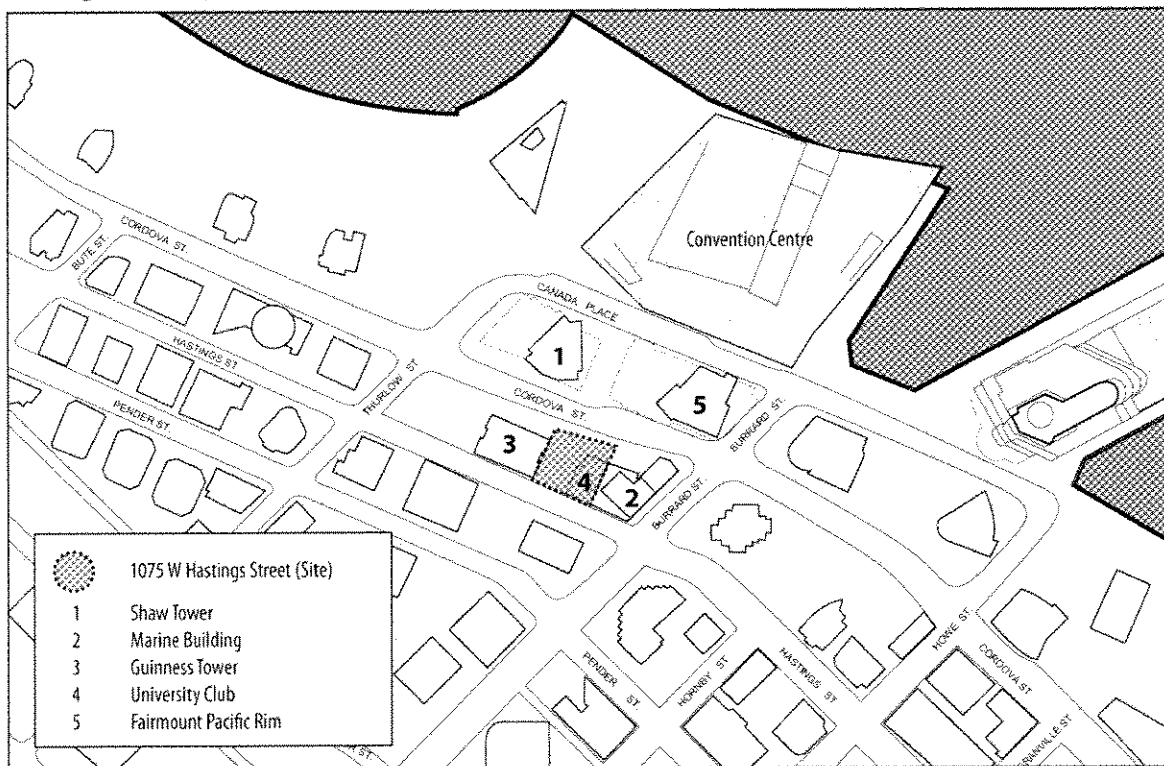 Convention Centre
CORDOVA ST.
BUTE ST.
CANADA PLACE
HASTINGS ST.
THURLOW ST.
1
5
CORDOVA ST.
BURRARD ST.
PENDER ST.
3
4
2
BURRARD ST.
1075 W Hastings Street (Site)
1 Shaw Tower
2 Marine Building
3 Guinness Tower
4 University Club
5 Fairmount Pacific Rim
PENDER ST.
HORNBY ST
HASTINGS ST.
HOWE ST.
CORDOVA ST.